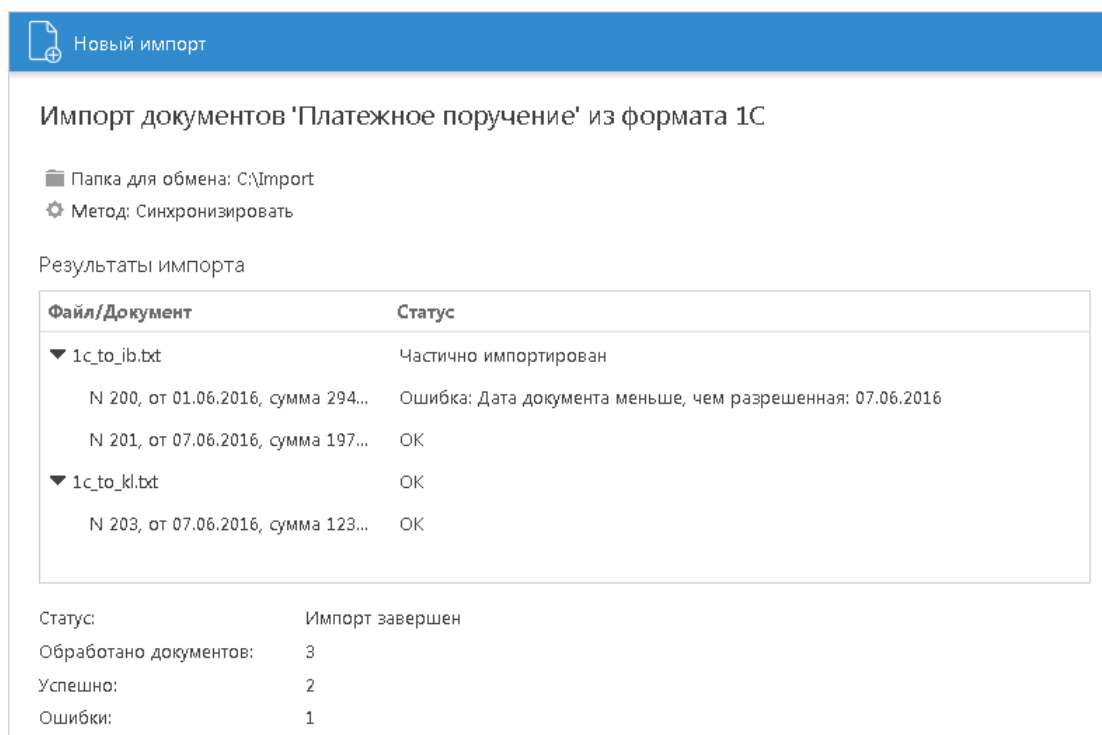 Новый импорт
Импорт документов 'Платежное поручение' из формата 1С
Папка для обмена: C:\Import
Метод: Синхронизировать
Результаты импорта
Файл/Документ Статус
1c_to_ib.txt Частично импортирован
N 200, от 01.06.2016, сумма 294... Ошибка: Дата документа меньше, чем разрешенная: 07.06.2016
N 201, от 07.06.2016, сумма 197... ОК
1c_to_kl.txt ОК
N 203, от 07.06.2016, сумма 123... ОК
Статус: Импорт завершен
Обработано документов: 3
Успешно: 2
Ошибки: 1